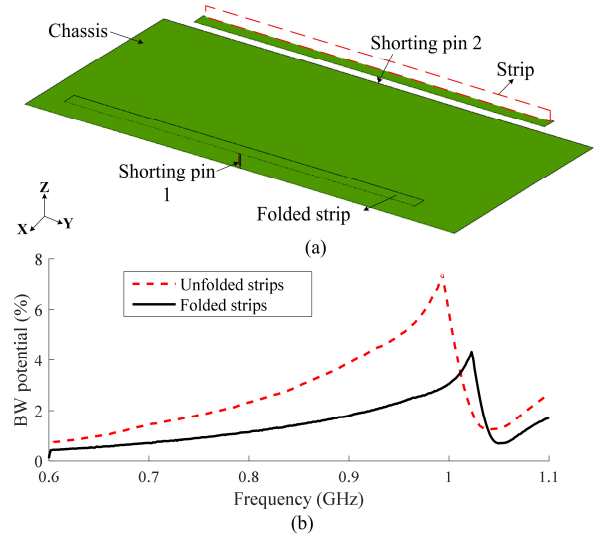 Chassis
Shorting pin 2
Strip
Shorting pin
1
Folded strip
Z
X
Y
(a)
8
6
4
2
0
BW potential (%)
Unfolded strips
Folded strips
0.6
0.7
0.8
0.9
1
1.1
Frequency (GHz)
(b)